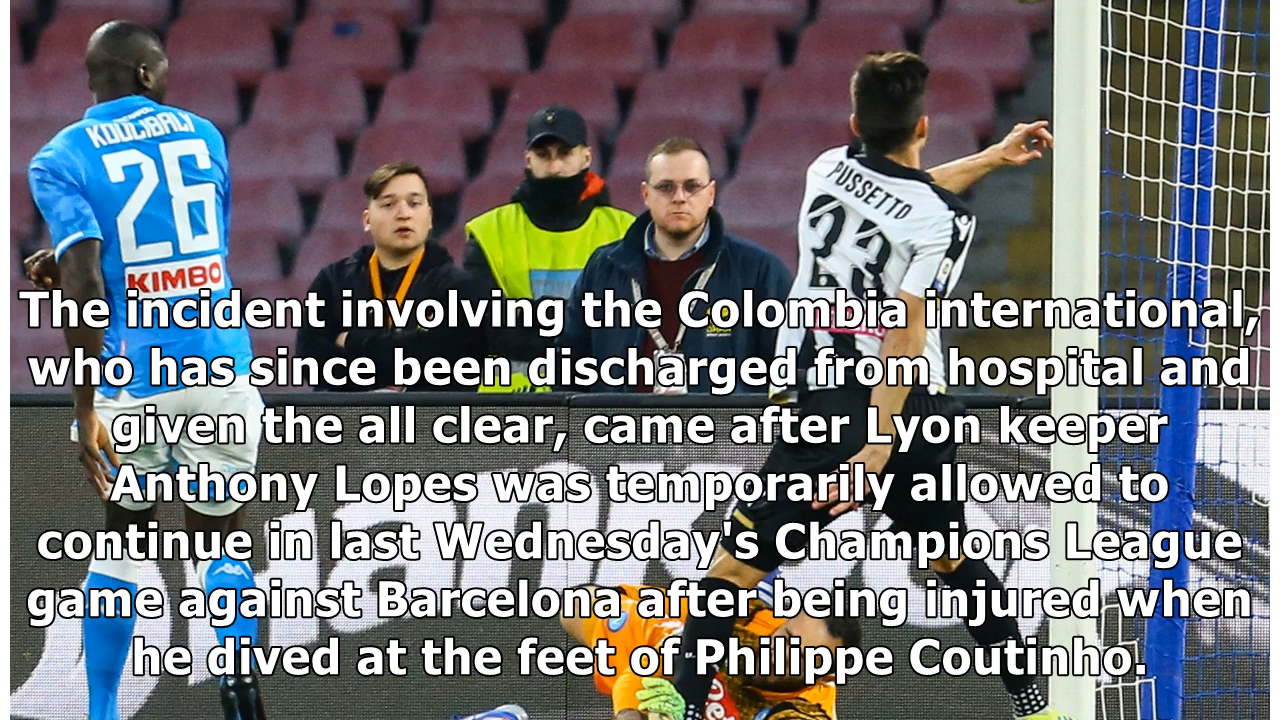 KOULIBALY
26
KIMBO
PUSSETTO
23
The incident involving the Colombia international,
who has since been discharged from hospital and
given the all clear, came after Lyon keeper
Anthony Lopes was temporarily allowed to
continue in last Wednesday's Champions League
game against Barcelona after being injured when
he dived at the feet of Philippe Coutinho.